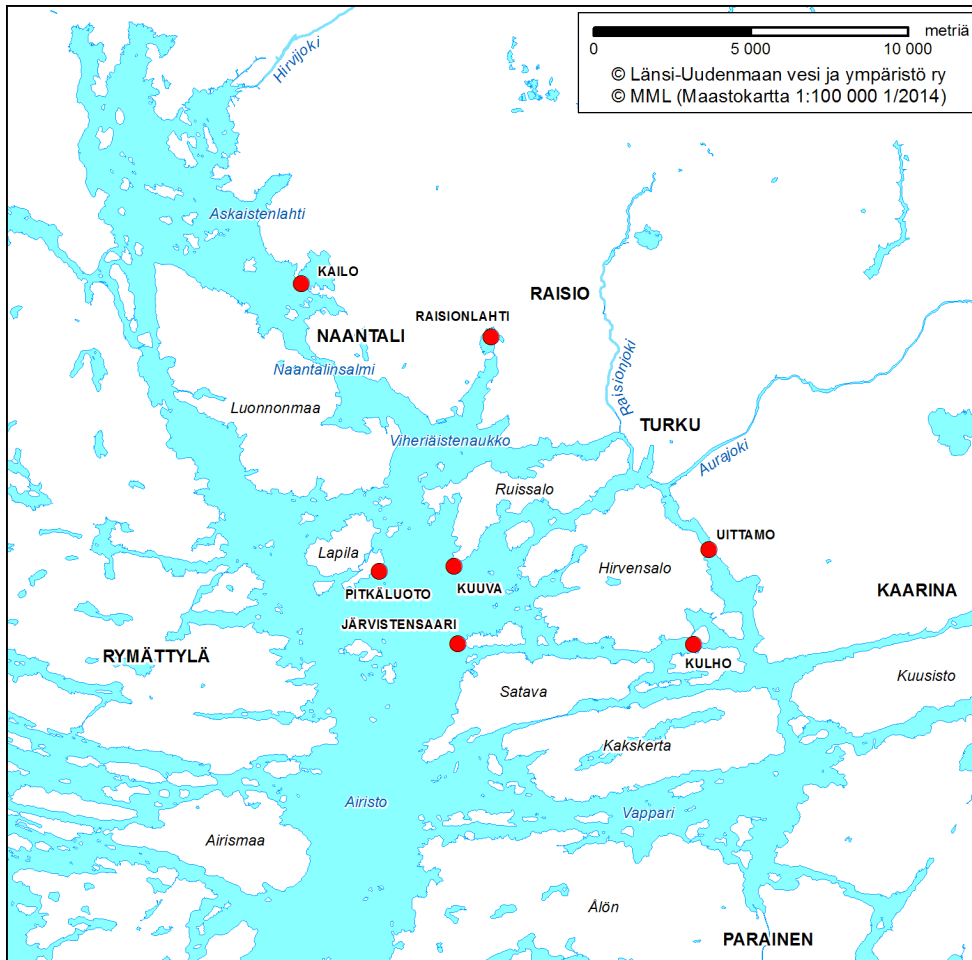 metriä
0 5 000 10 000
© Länsi-Uudenmaan vesi ja ympäristö ry
© MML (Maastokartta 1:100 000 1/2014)
Hirvijoki
Askaistenlahti
KAILO
RAISIO
RAISIONLAHTI
NAANTALI
Naantalinsalmi
Raisionjoki
Luonnonmaa
TURKU
Viheriäistenaukko
Aurajoki
Ruissalo
UITTAMO
Lapila
Hirvensalo
KUUVA
PITKÄLUOTO
KAARINA
JÄRVISTENSAARI
RYMÄTTYLÄ
KULHO
Kuusisto
Satava
Kakskerta
Airisto
Vappari
Airismaa
Ålön
PARAINEN